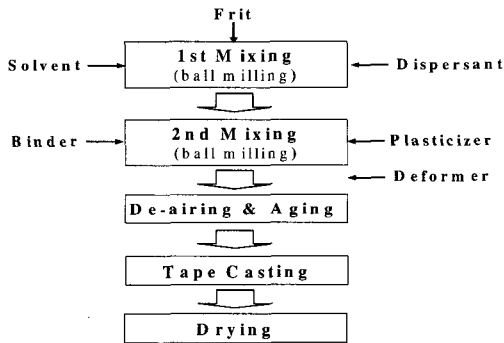 Frit
Solvent
1st Mixing
(ball milling)
Dispersant
Binder
2nd Mixing
(ball milling)
Plasticizer
Deformer
De-airing & Aging
Tape Casting
Drying